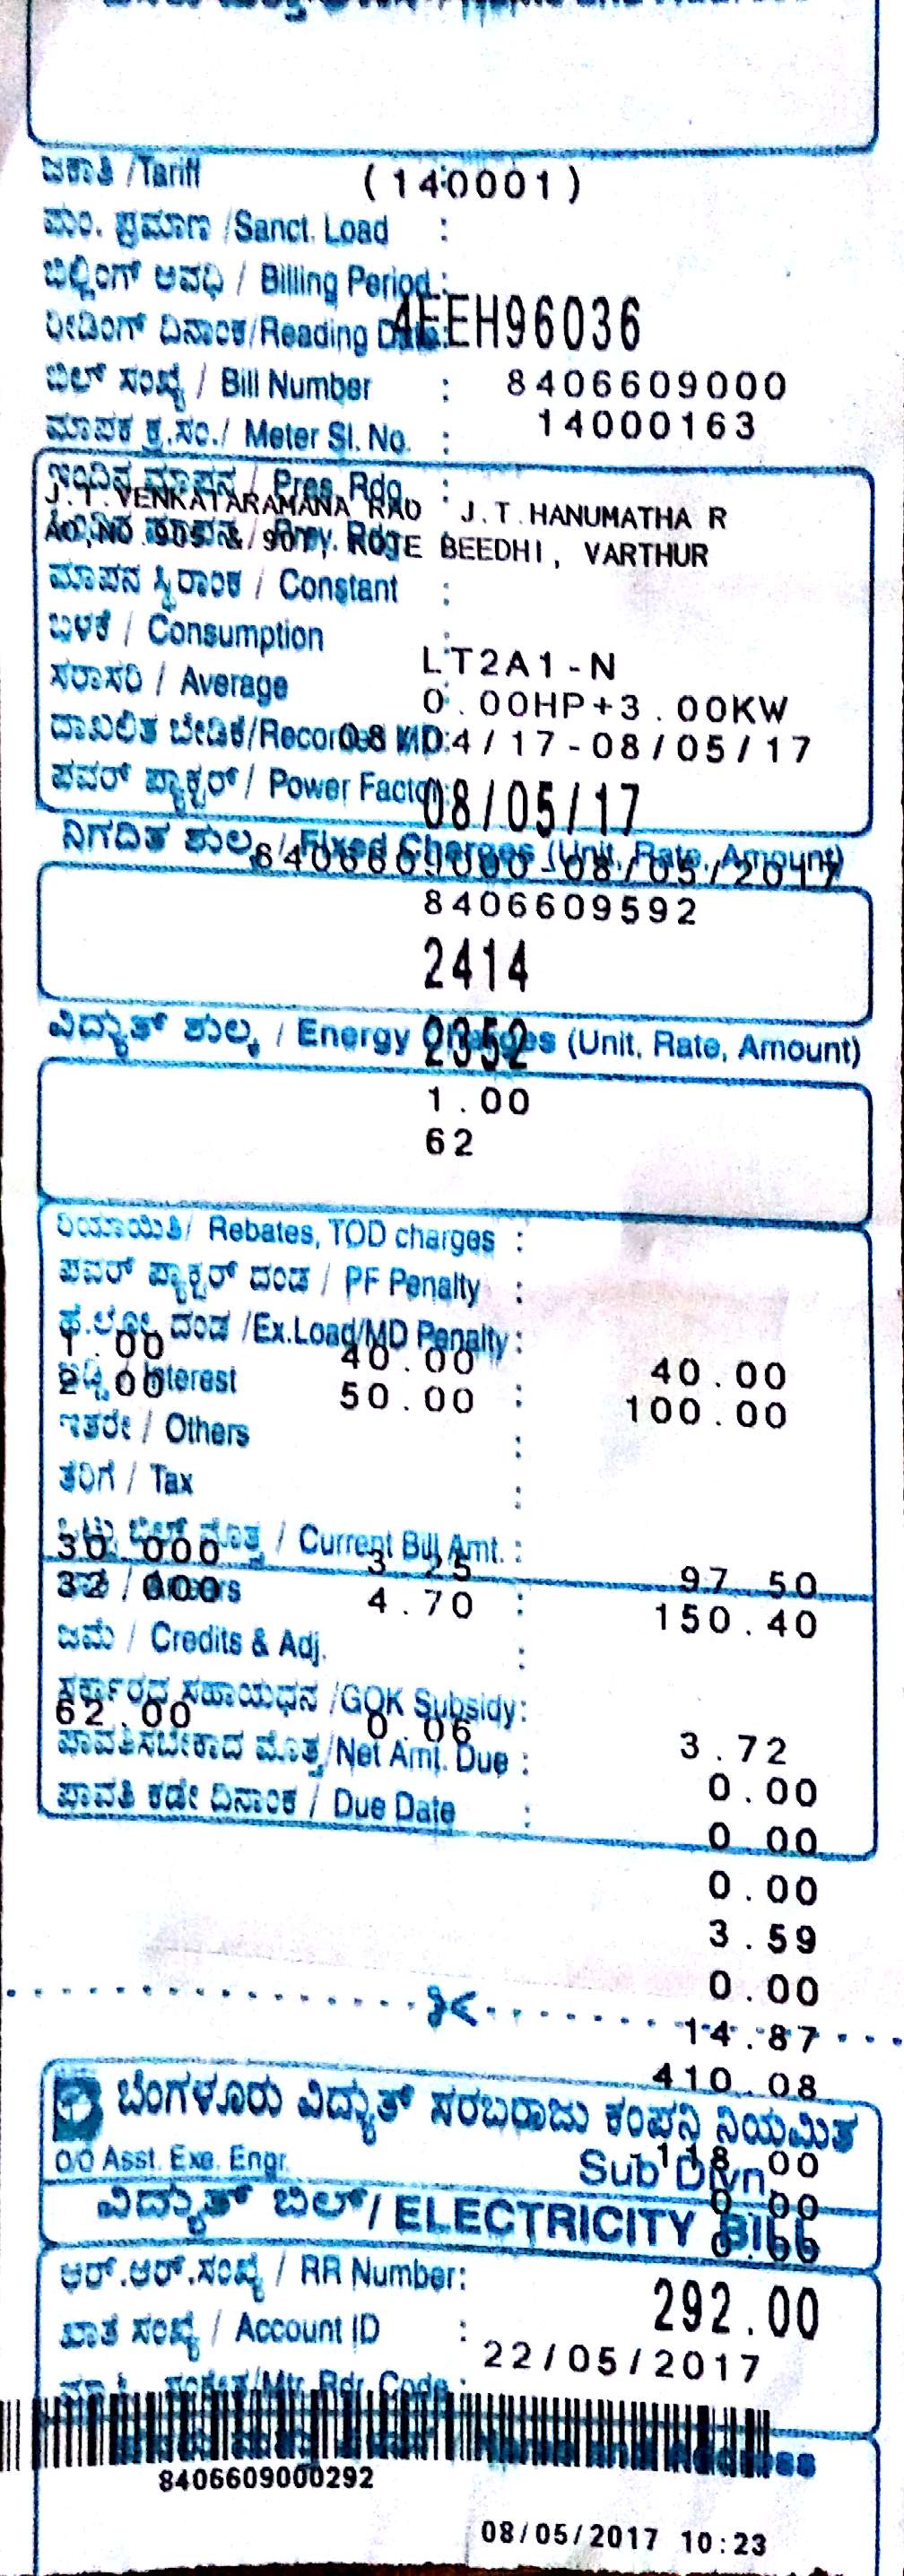 ಜಕಾತಿ /Tariff
(140001)
ಮಂ. ಪ್ರಮಾಣ /Sanct. Load :
ಬಿಲ್ಲಿಂಗ್ ಅವಧಿ / Billing Period :
ರೀಡಿಂಗ್ ದಿನಾಂಕ/Reading Date:
4EEH96036
ಬಿಲ್ ಸಂಖ್ಯೆ / Bill Number :
8406609000
ಮಾಪಕ ಕ್ರ.ಸಂ./ Meter Sl. No. :
14000163
ಇಂದಿನ ಮಾಪನ / Pres. Rdg. :
J.T.VENKATARAMANA RAO J.T.HANUMATHA R
ಹಿಂದಿನ ಮಾಪನ / Prev. Rdg.
AO,NO.905 & 907, ROTE BEEDHI, VARTHUR
ಮಾಪನ ಸ್ಥಿರಾಂಕ / Constant :
ಬಳಕೆ / Consumption :
LT2A1-N
ಸರಾಸರಿ / Average :
0.00HP+3.00KW
ದಾಖಲಿತ ಬೇಡಿಕೆ/Recorded MD:
08/04/17-08/05/17
ಪವರ್ ಫ್ಯಾಕ್ಟರ್ / Power Factor:
08/05/17
ನಿಗದಿತ ಶುಲ್ಕ / Fixed Charges (Unit, Rate, Amount)
8406609000-08/05/2017
8406609592
2414
ವಿದ್ಯುತ್ ಶುಲ್ಕ / Energy Charges (Unit, Rate, Amount)
2352
1.00
62
ರಿಯಾಯಿತಿ/ Rebates, TOD charges :
ಪವರ್ ಫ್ಯಾಕ್ಟರ್ ದಂಡ / PF Penalty :
ಹೆ.ಲೋ. ದಂಡ /Ex.Load/MD Penalty :
1.00 40.00 40.00
ಬಡ್ಡಿ / Interest :
2.00 50.00 100.00
ಇತರೇ / Others :
ತೆರಿಗೆ / Tax :
ಒಟ್ಟು ಬಿಲ್ ಮೊತ್ತ / Current Bill Amt. :
30.000 3.25 97.50
ಬಾಕಿ / Arrears :
32.000 4.70 150.40
ಜಮೆ / Credits & Adj. :
ಸರ್ಕಾರದ ಸಹಾಯಧನ /GOK Subsidy:
62.00 0.06 3.72
ಪಾವತಿಸಬೇಕಾದ ಮೊತ್ತ/Net Amt. Due :
0.00
ಪಾವತಿ ಕಡೇ ದಿನಾಂಕ / Due Date :
0.00
0.00
3.59
0.00
14.87
410.08
ಬೆಂಗಳೂರು ವಿದ್ಯುತ್ ಸರಬರಾಜು ಕಂಪನಿ ನಿಯಮಿತ
O/O Asst. Exe. Engr. Sub Divn.
118.00
0.00
ವಿದ್ಯುತ್ ಬಿಲ್/ ELECTRICITY BILL
ಆರ್.ಆರ್.ಸಂಖ್ಯೆ / RR Number:
292.00
ಖಾತೆ ಸಂಖ್ಯೆ / Account ID :
22/05/2017
Mtr. Rdr. Code :
8406609000292
08/05/2017 10:23